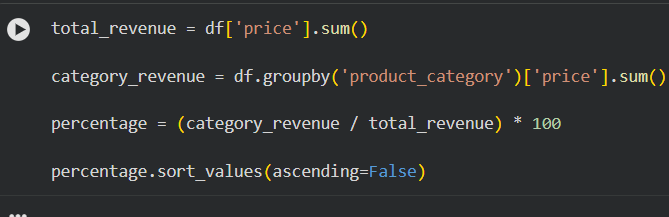 total_revenue = df['price'].sum()
category_revenue = df.groupby('product_category')['price'].sum()
percentage = (category_revenue / total_revenue) * 100
percentage.sort_values(ascending=False)